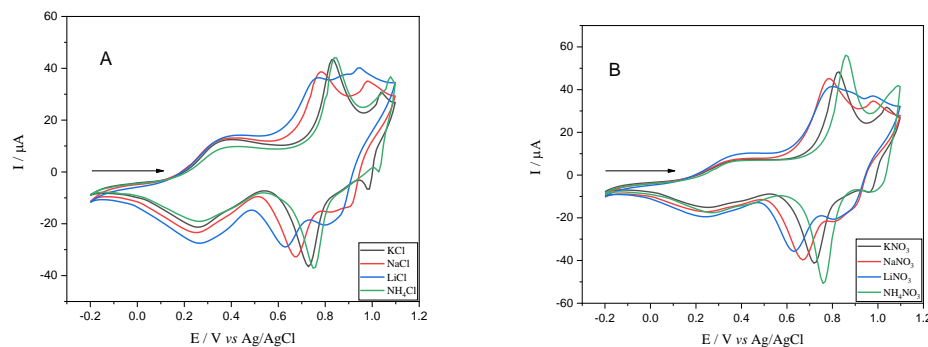 A
I / µA
60
40
20
0
-20
-40
-0.2 0.0 0.2 0.4 0.6 0.8 1.0 1.2
E / V vs Ag/AgCl
KCl
NaCl
LiCl
NH₄Cl
B
I / µA
80
60
40
20
0
-20
-40
-60
-0.2 0.0 0.2 0.4 0.6 0.8 1.0 1.2
E / V vs Ag/AgCl
KNO₃
NaNO₃
LiNO₃
NH₄NO₃